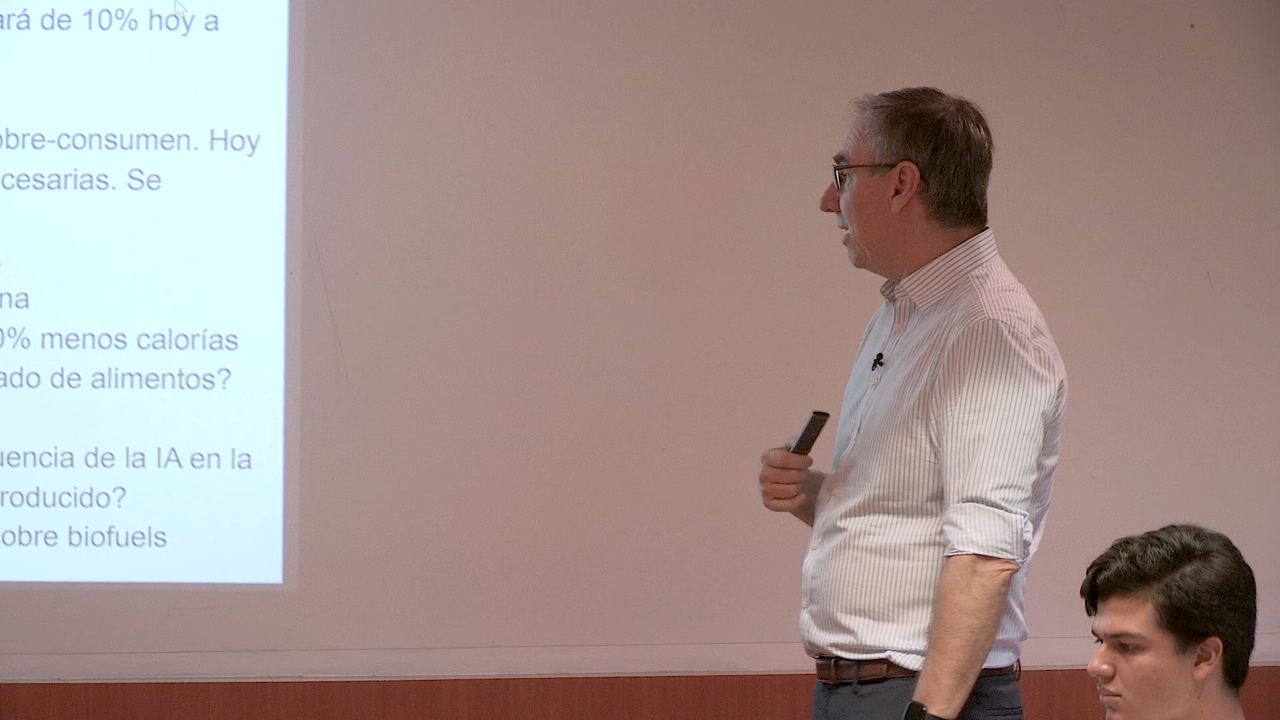 ará de 10% hoy a
obre-consumen. Hoy
cesarias. Se
na
0% menos calorías
ado de alimentos?
uencia de la IA en la
roducido?
obre biofuels